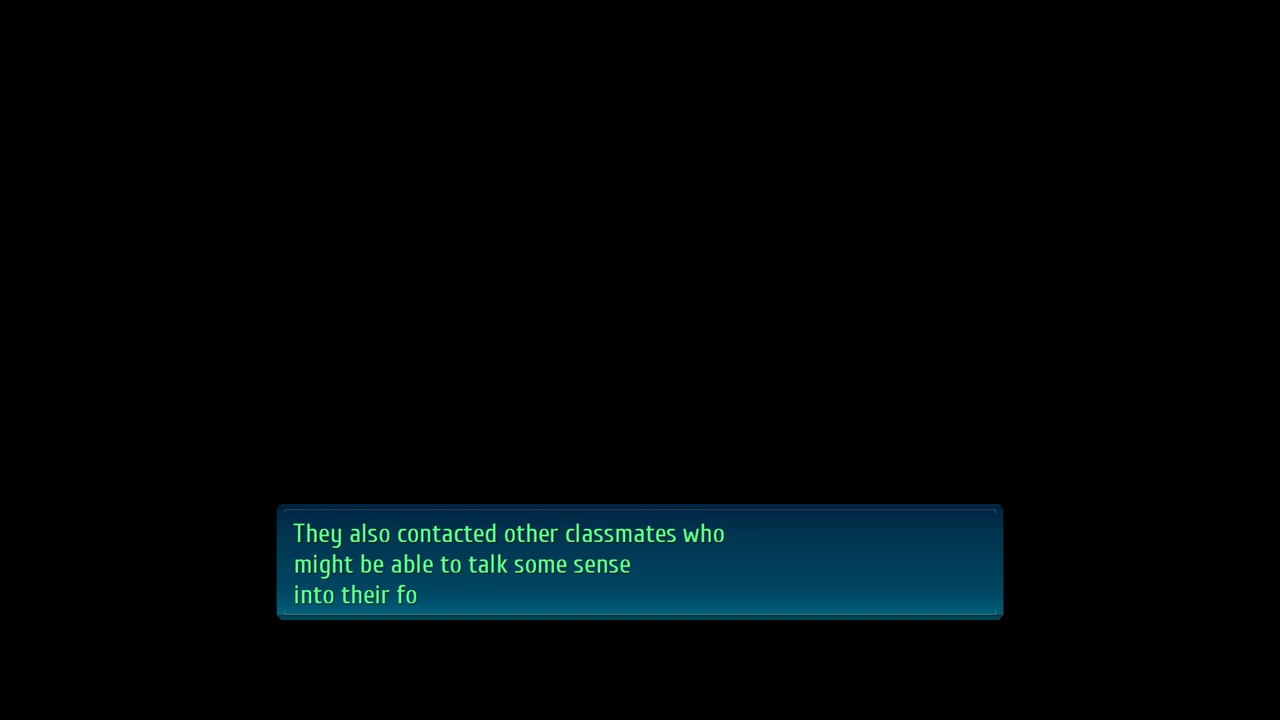 They also contacted other classmates who
might be able to talk some sense
into their fo